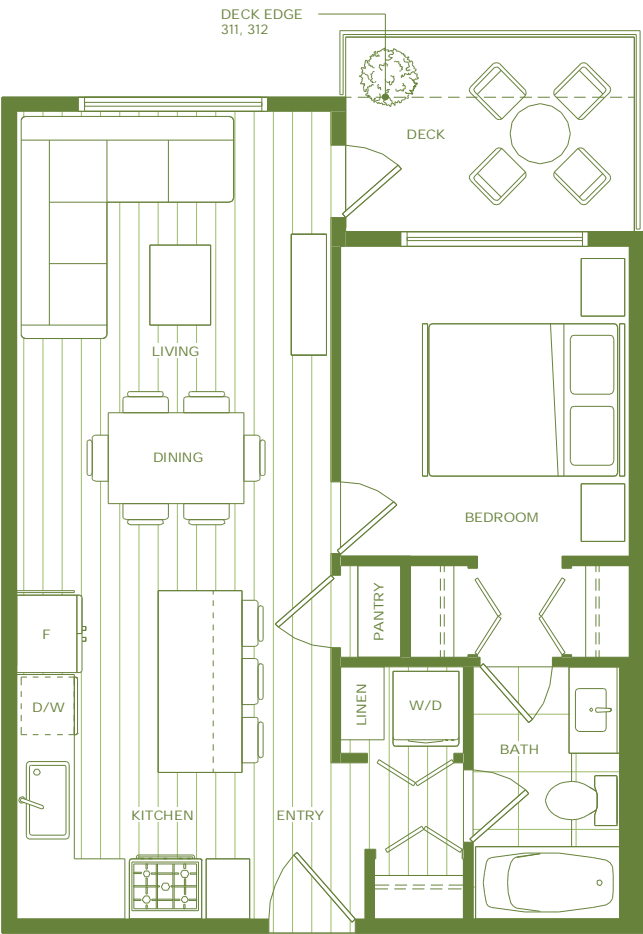 DECK EDGE
311, 312
DECK
LIVING
DINING
BEDROOM
PANTRY
F
D/W
LINEN
W/D
BATH
KITCHEN
ENTRY